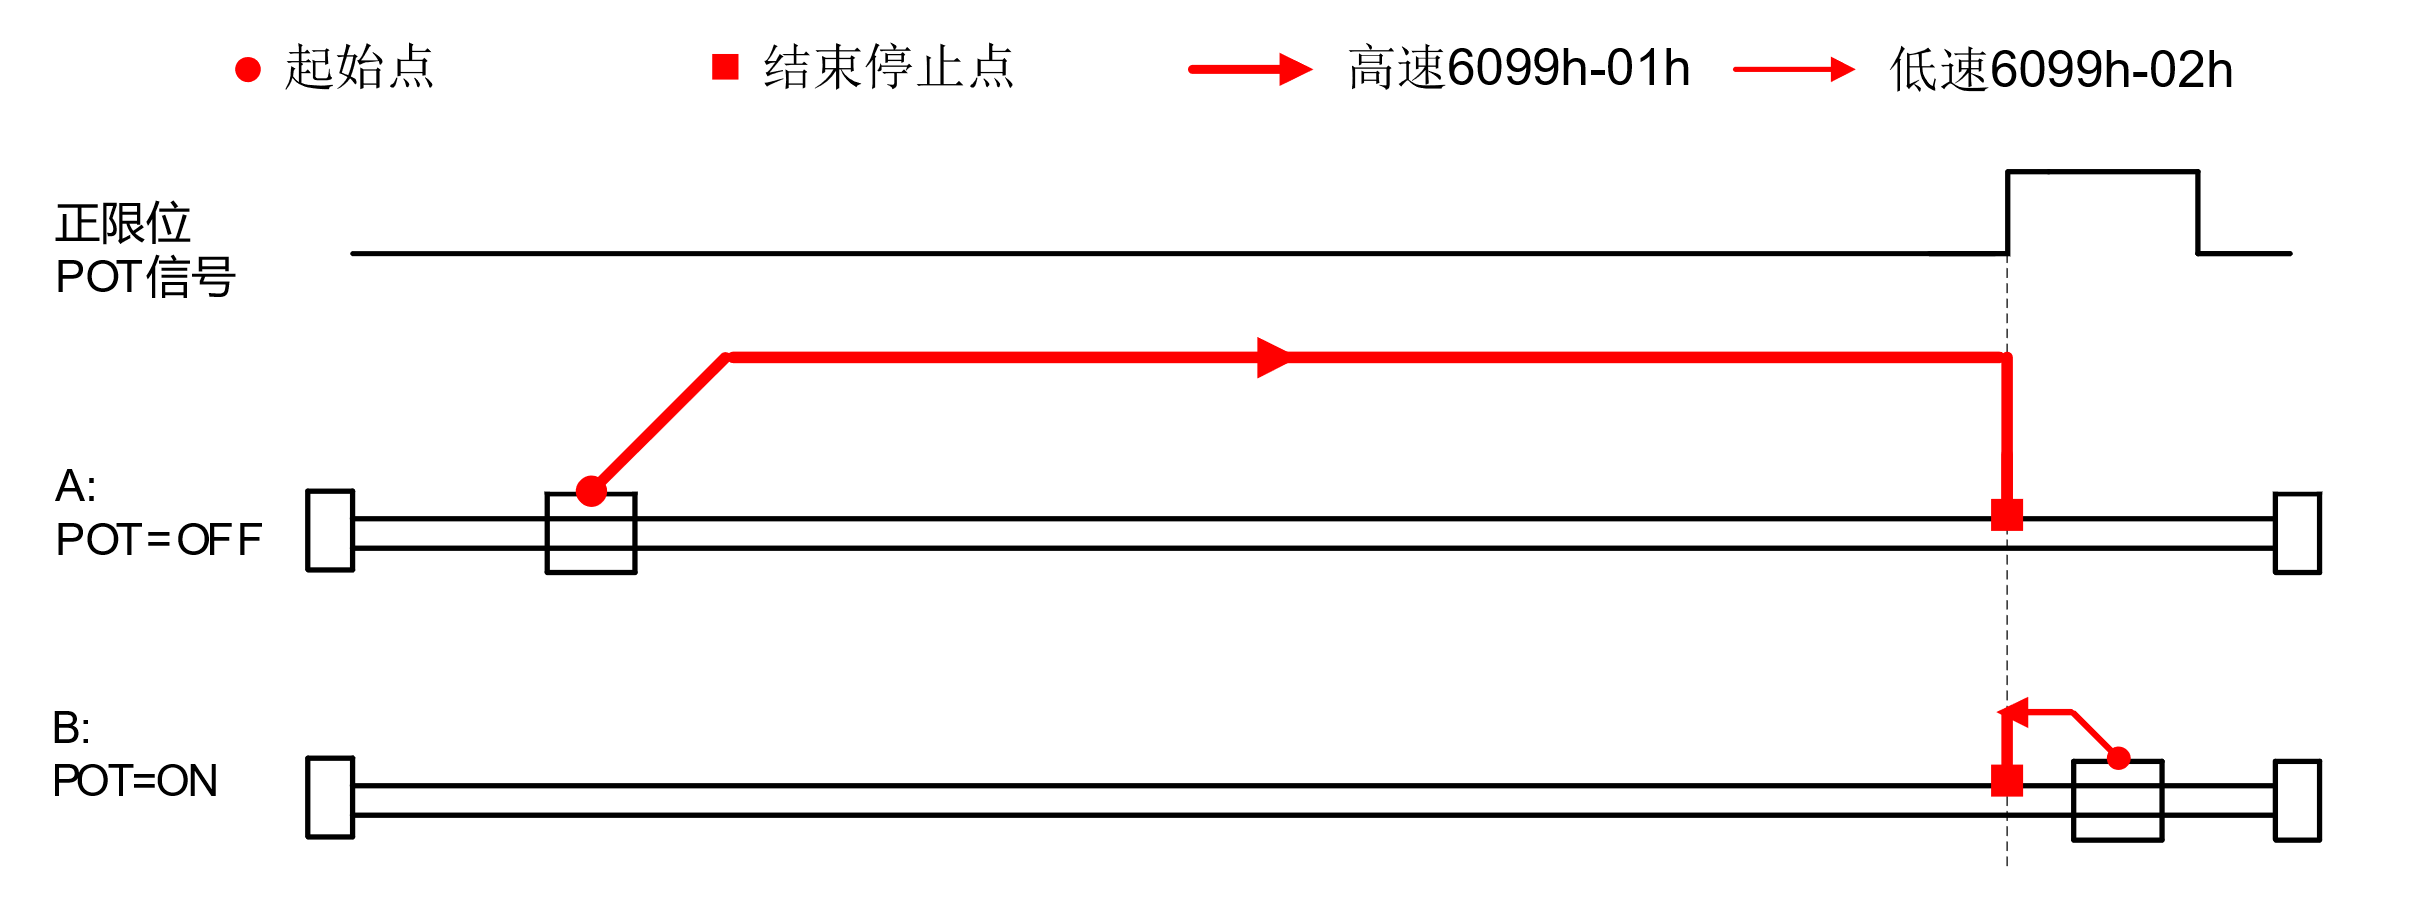 起始点
结束停止点
高速6099h-01h
低速6099h-02h
正限位
POT信号
A:
POT=OFF
B:
POT=ON